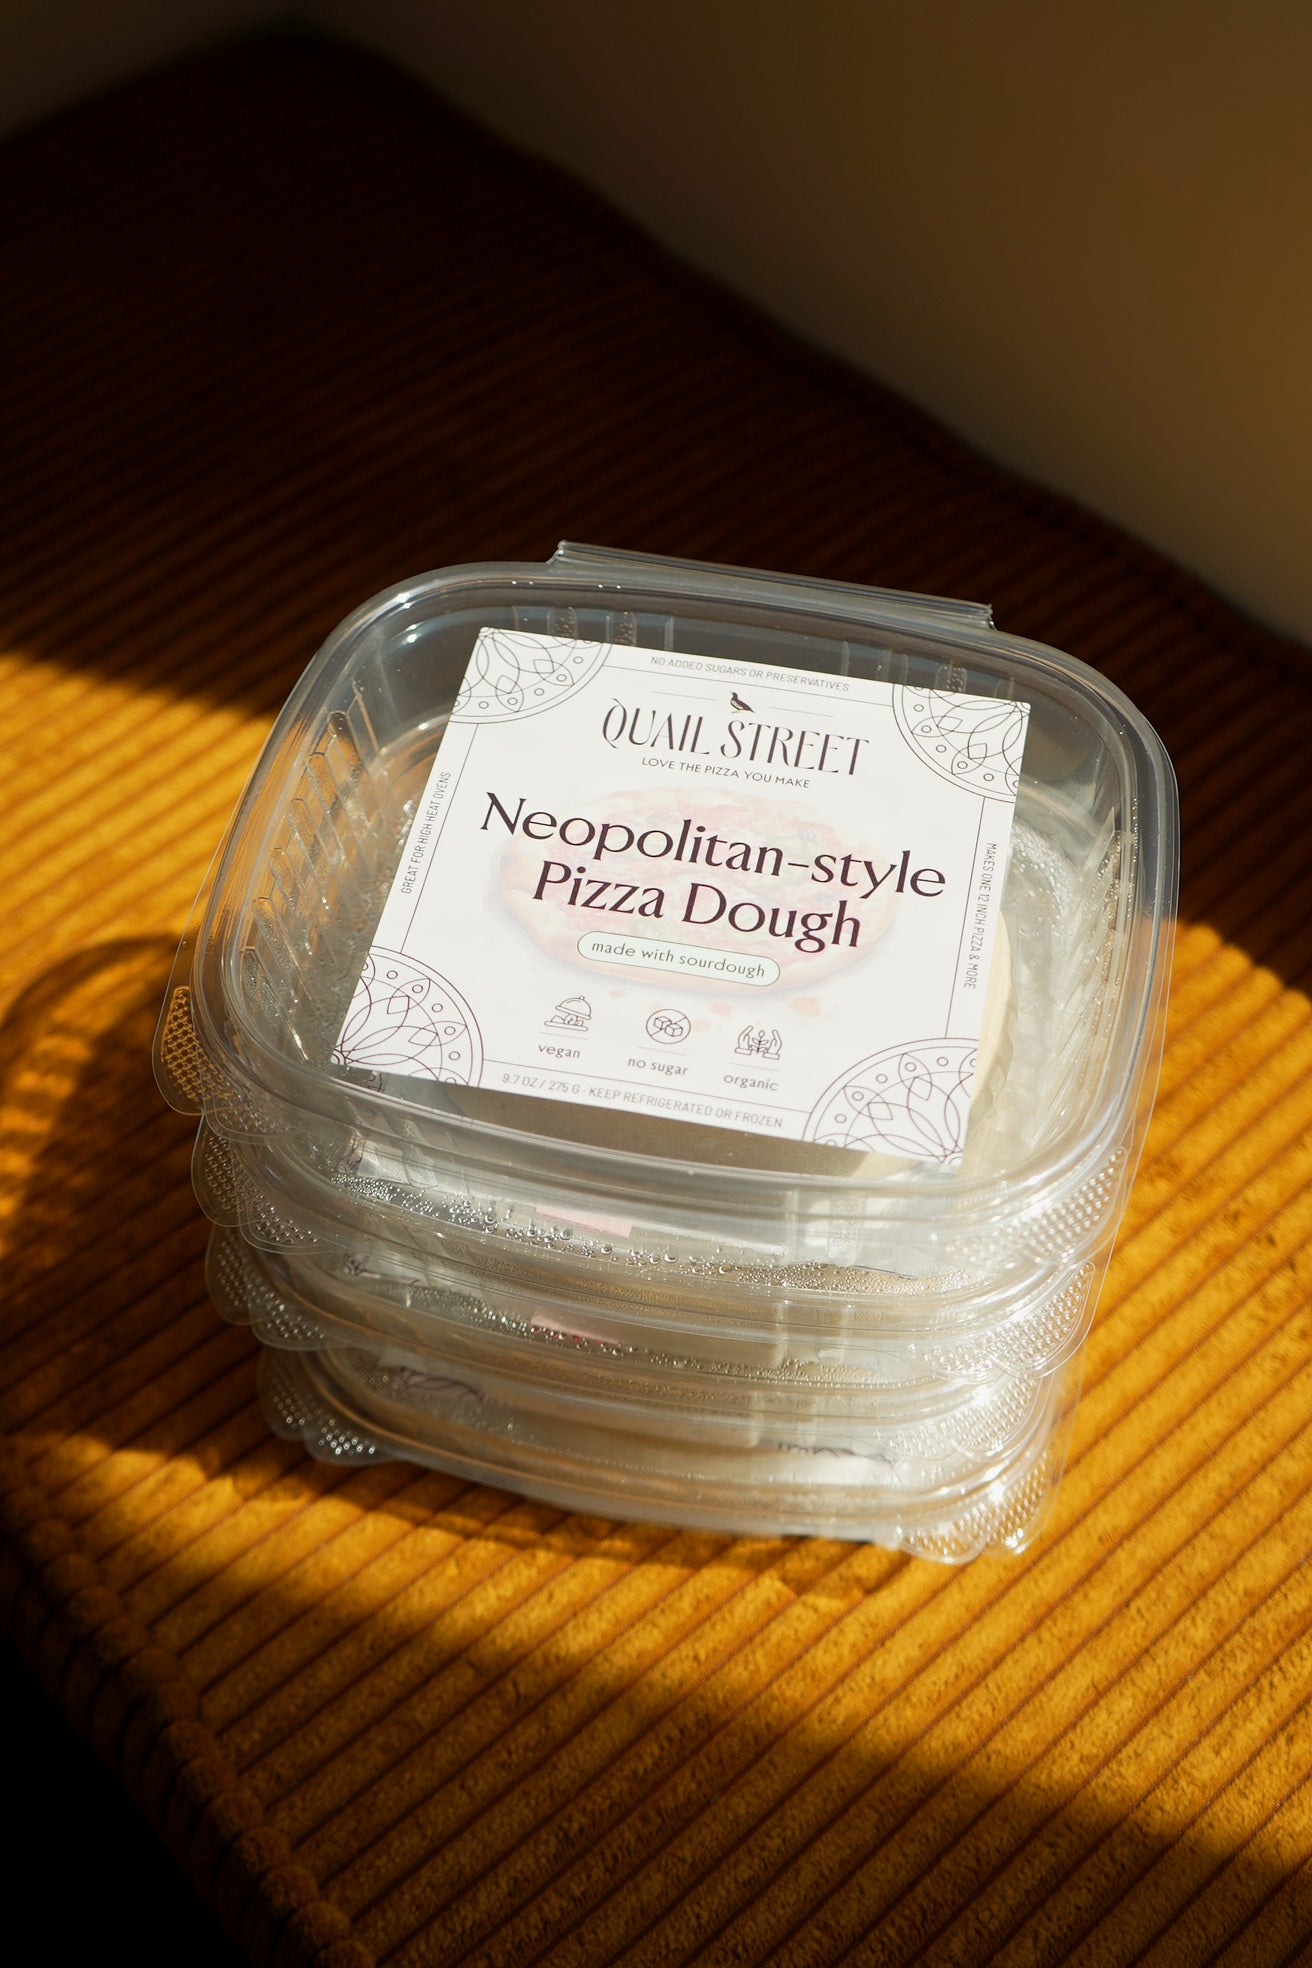 NO ADDED SUGARS OR PRESERVATIVES
QUAIL STREET
LOVE THE PIZZA YOU MAKE
GREAT FOR HIGH HEAT OVENS
Neopolitan-style
Pizza Dough
made with sourdough
MAKES ONE 12 INCH PIZZA & MORE
vegan
no sugar
organic
9.7 OZ / 275 G - KEEP REFRIGERATED OR FROZEN